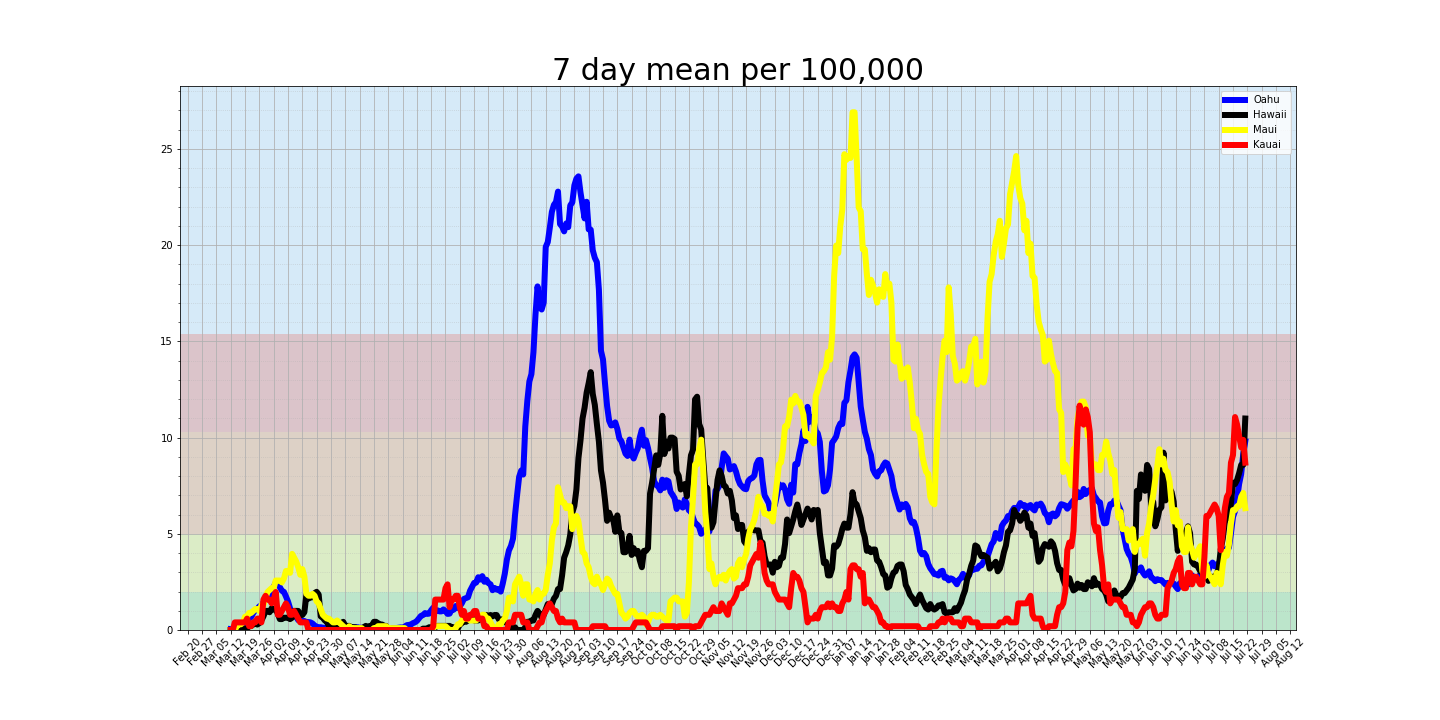 7 day mean per 100,000
Oahu
Hawaii
Maui
Kauai
25
20
15
10
5
0
Feb 20
Feb 27
Mar 05
Mar 12
Mar 19
Mar 26
Apr 02
Apr 09
Apr 16
Apr 23
Apr 30
May 07
May 14
May 21
May 28
Jun 04
Jun 11
Jun 18
Jun 25
Jul 02
Jul 09
Jul 16
Jul 23
Jul 30
Aug 06
Aug 13
Aug 20
Aug 27
Sep 03
Sep 10
Sep 17
Sep 24
Oct 01
Oct 08
Oct 15
Oct 22
Oct 29
Nov 05
Nov 12
Nov 19
Nov 26
Dec 03
Dec 10
Dec 17
Dec 24
Dec 31
Jan 07
Jan 14
Jan 21
Jan 28
Feb 04
Feb 11
Feb 18
Feb 25
Mar 04
Mar 11
Mar 18
Mar 25
Apr 01
Apr 08
Apr 15
Apr 22
Apr 29
May 06
May 13
May 20
May 27
Jun 03
Jun 10
Jun 17
Jun 24
Jul 01
Jul 08
Jul 15
Jul 22
Jul 29
Aug 05
Aug 12